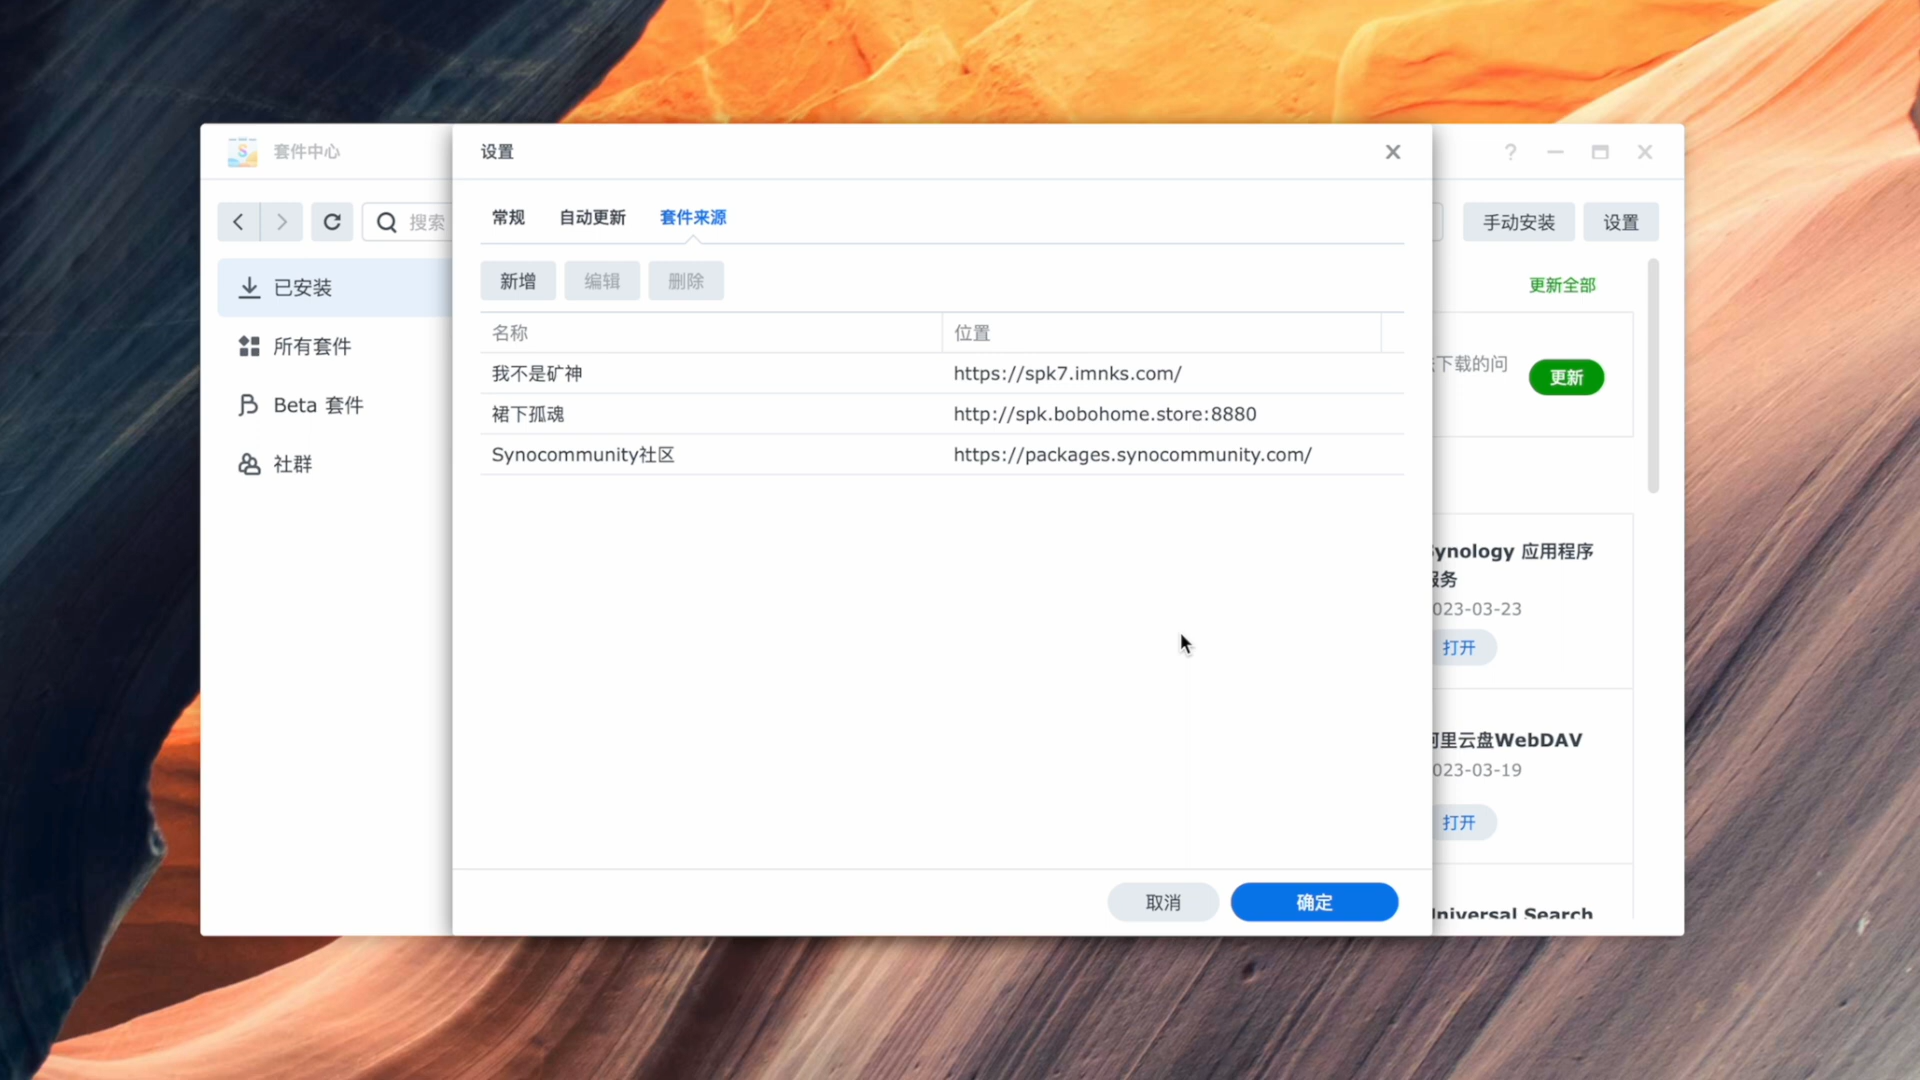 套件中心
设置
?
搜索
手动安装
设置
常规
自动更新
套件来源
新增
编辑
删除
名称
位置
我不是矿神
https://spk7.imnks.com/
裙下孤魂
http://spk.bobohome.store:8880
Synocommunity社区
https://packages.synocommunity.com/
取消
确定
已安装
所有套件
Beta 套件
社群
更新全部
下载的问
更新
Synology 应用程序
服务
023-03-23
打开
阿里云盘WebDAV
023-03-19
打开
Universal Search